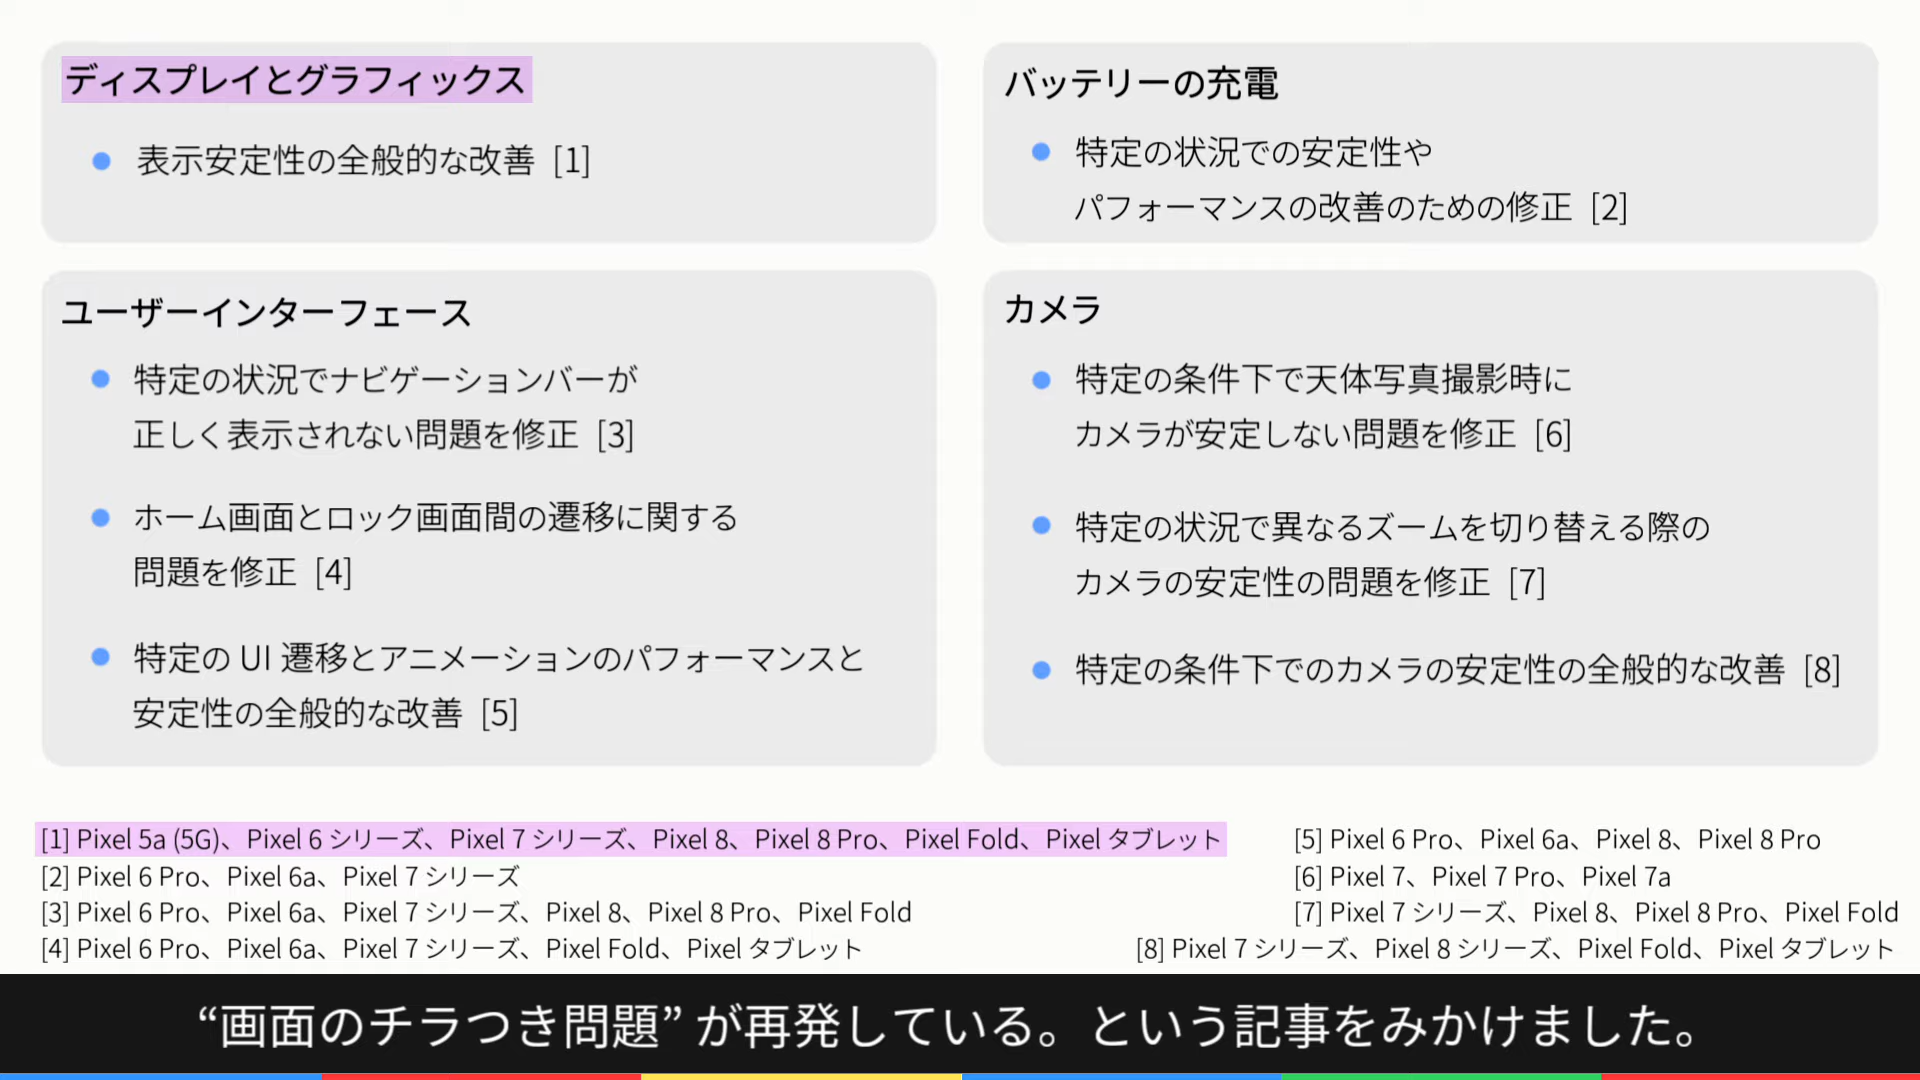 ディスプレイとグラフィックス
表示安定性の全般的な改善 [1]
バッテリーの充電
特定の状況での安定性や
パフォーマンスの改善のための修正 [2]
ユーザーインターフェース
特定の状況でナビゲーションバーが
正しく表示されない問題を修正 [3]
ホーム画面とロック画面間の遷移に関する
問題を修正 [4]
特定の UI 遷移とアニメーションのパフォーマンスと
安定性の全般的な改善 [5]
カメラ
特定の条件下で天体写真撮影時に
カメラが安定しない問題を修正 [6]
特定の状況で異なるズームを切り替える際の
カメラの安定性の問題を修正 [7]
特定の条件下でのカメラの安定性の全般的な改善 [8]
[1] Pixel 5a (5G)、Pixel 6 シリーズ、Pixel 7 シリーズ、Pixel 8、Pixel 8 Pro、Pixel Fold、Pixel タブレット
[2] Pixel 6 Pro、Pixel 6a、Pixel 7 シリーズ
[3] Pixel 6 Pro、Pixel 6a、Pixel 7 シリーズ、Pixel 8、Pixel 8 Pro、Pixel Fold
[4] Pixel 6 Pro、Pixel 6a、Pixel 7 シリーズ、Pixel Fold、Pixel タブレット
[5] Pixel 6 Pro、Pixel 6a、Pixel 8、Pixel 8 Pro
[6] Pixel 7、Pixel 7 Pro、Pixel 7a
[7] Pixel 7 シリーズ、Pixel 8、Pixel 8 Pro、Pixel Fold
[8] Pixel 7 シリーズ、Pixel 8 シリーズ、Pixel Fold、Pixel タブレット
“画面のチラつき問題” が再発している。という記事をみかけました。